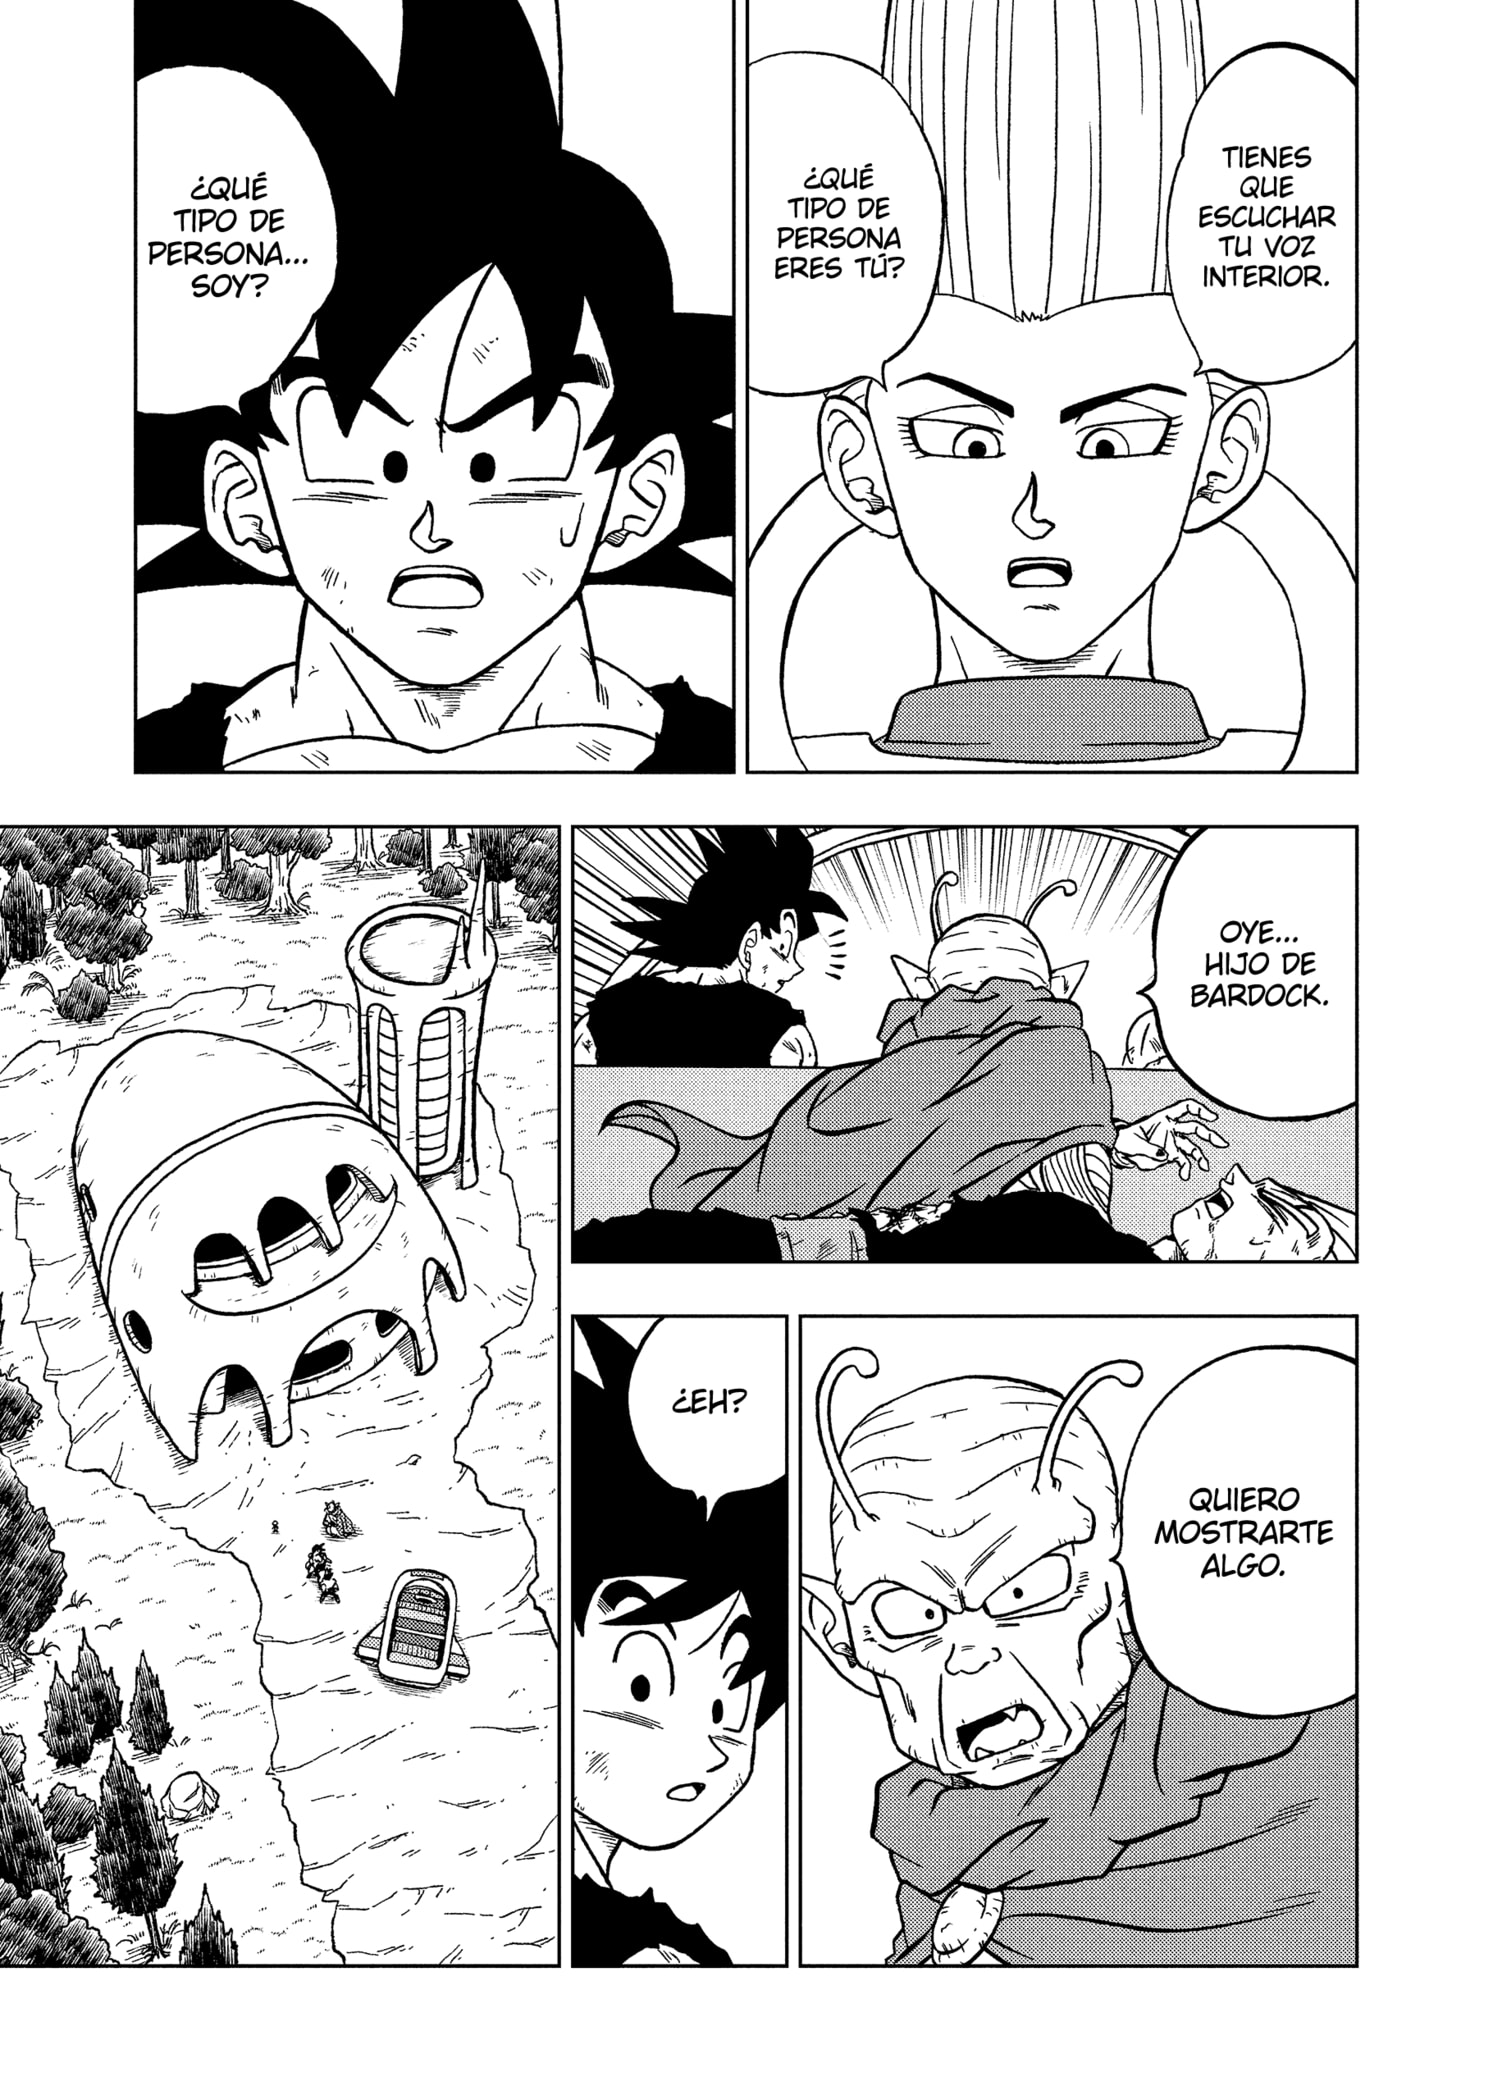 TIENES
QUE
ESCUCHAR
TU VOZ
INTERIOR.
¿QUÉ
TIPO DE
PERSONA
ERES TÚ?
¿QUÉ
TIPO DE
PERSONA...
SOY?
OYE...
HIJO DE
BARDOCK.
QUIERO
MOSTRARTE
ALGO.
¿EH?